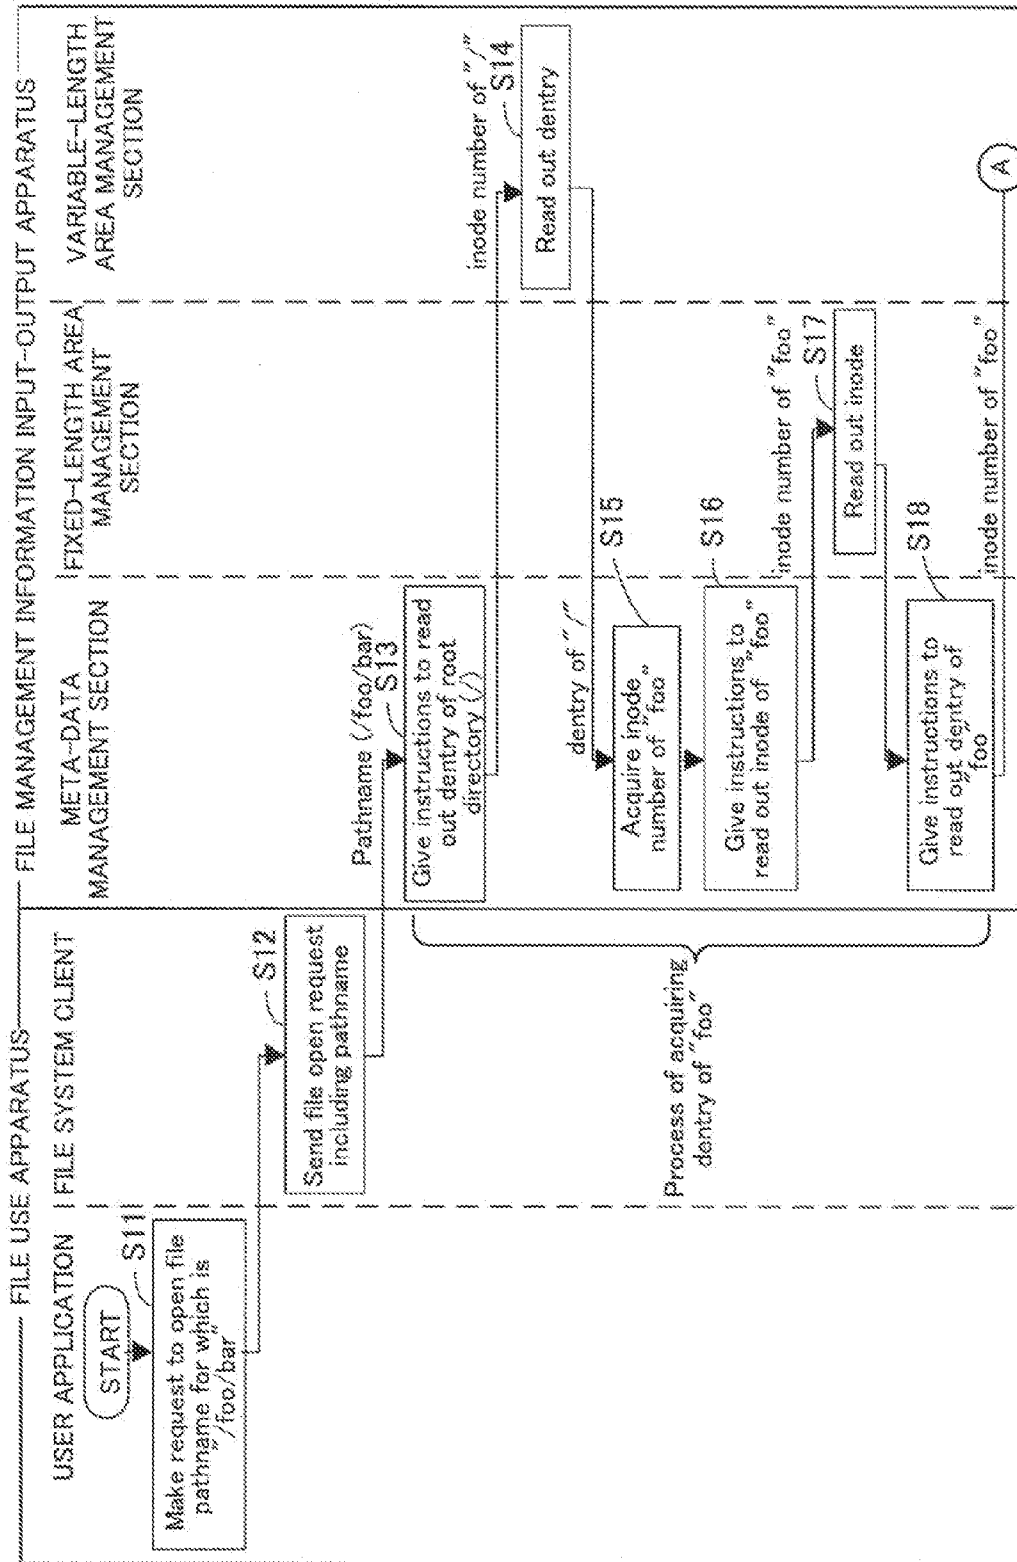 FILE USE APPARATUS
FILE MANAGEMENT INFORMATION INPUT-OUTPUT APPARATUS
USER APPLICATION
FILE SYSTEM CLIENT
META-DATA
MANAGEMENT SECTION
FIXED-LENGTH AREA
MANAGEMENT
SECTION
VARIABLE-LENGTH
AREA MANAGEMENT
SECTION
START
S11
Make request to open file
pathname for which is
"/foo/bar"
S12
Send file open request
including pathname
Pathname (/foo/bar)
S13
Give instructions to read
out dentry of root
directory (/)
inode number of "/"
S14
Read out dentry
dentry of "/"
S15
Acquire inode
number of "foo"
S16
Give instructions to
read out inode of "foo"
inode number of "foo"
S17
Read out inode
S18
Give instructions to
read out dentry of
"foo"
inode number of "foo"
A
Process of acquiring
dentry of "foo"